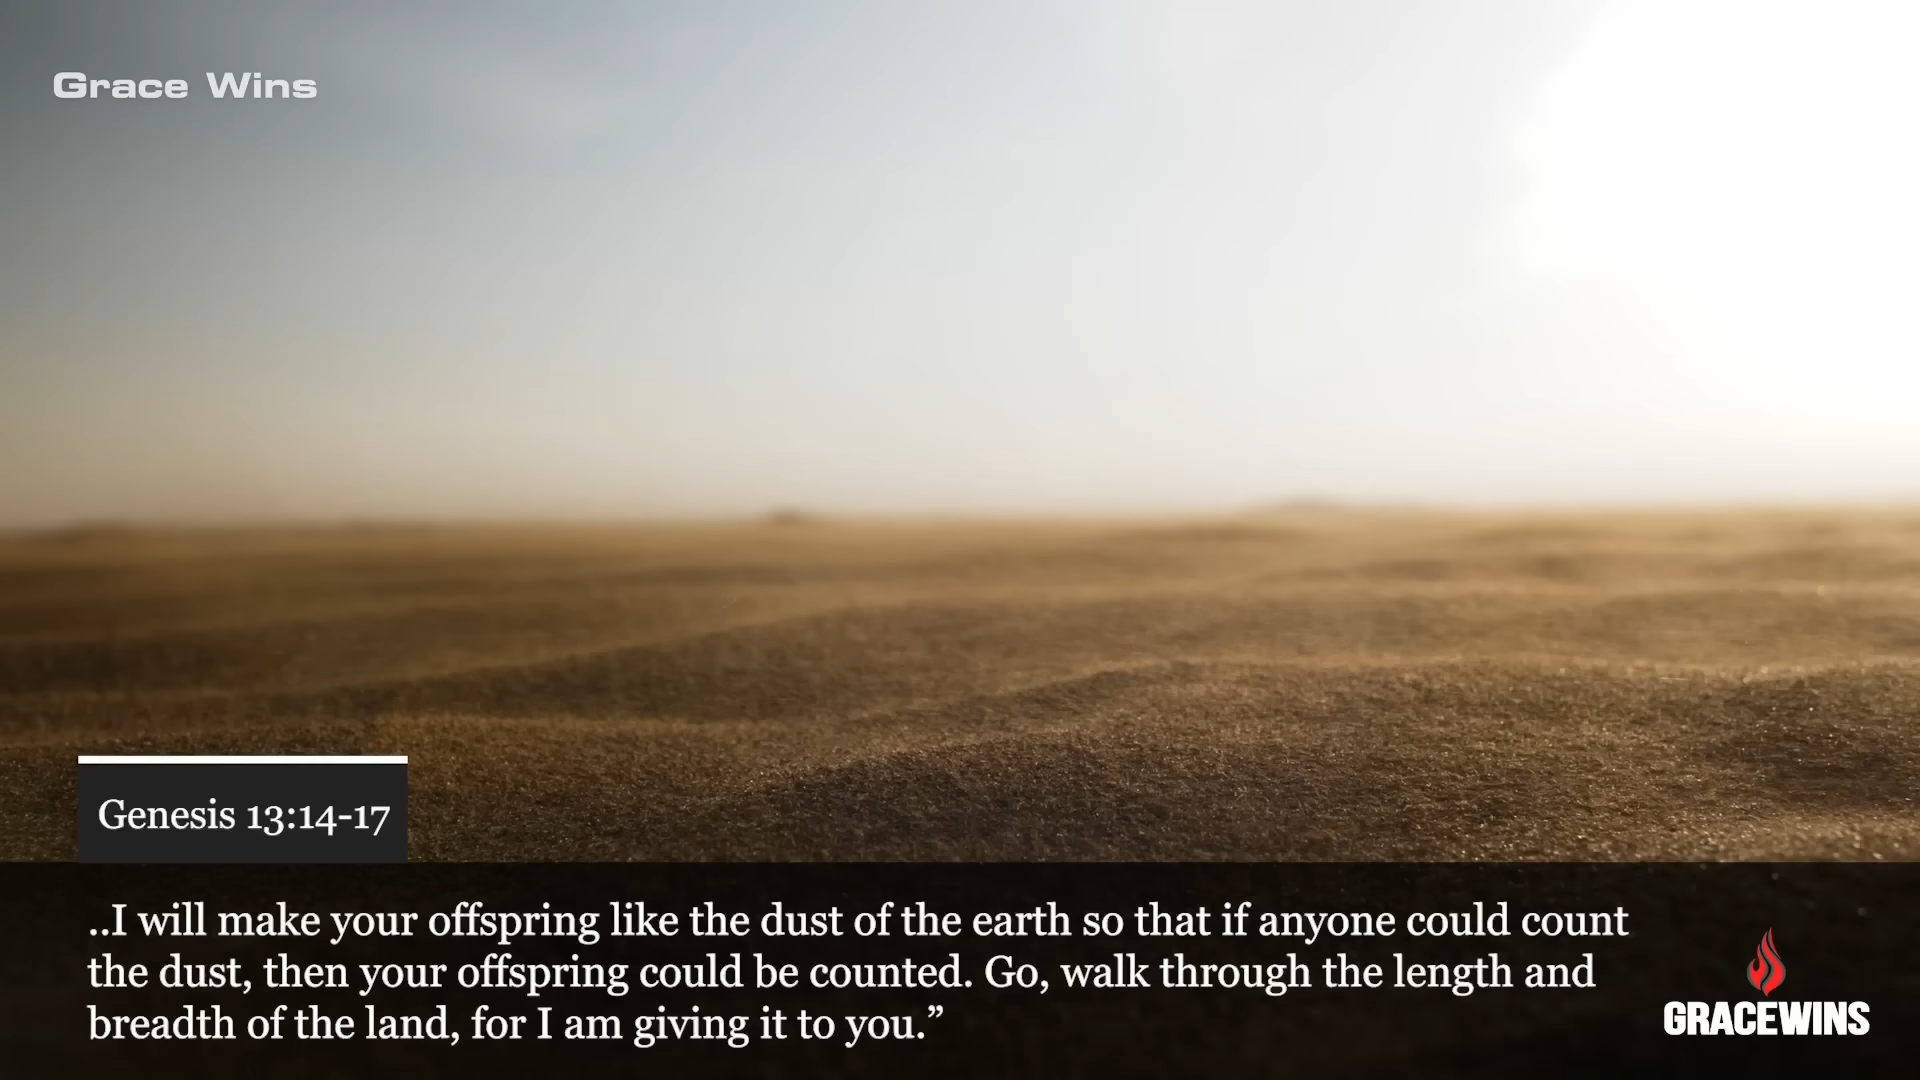 Grace Wins
Genesis 13:14-17
..I will make your offspring like the dust of the earth so that if anyone could count
the dust, then your offspring could be counted. Go, walk through the length and
breadth of the land, for I am giving it to you.”
GRACEWINS